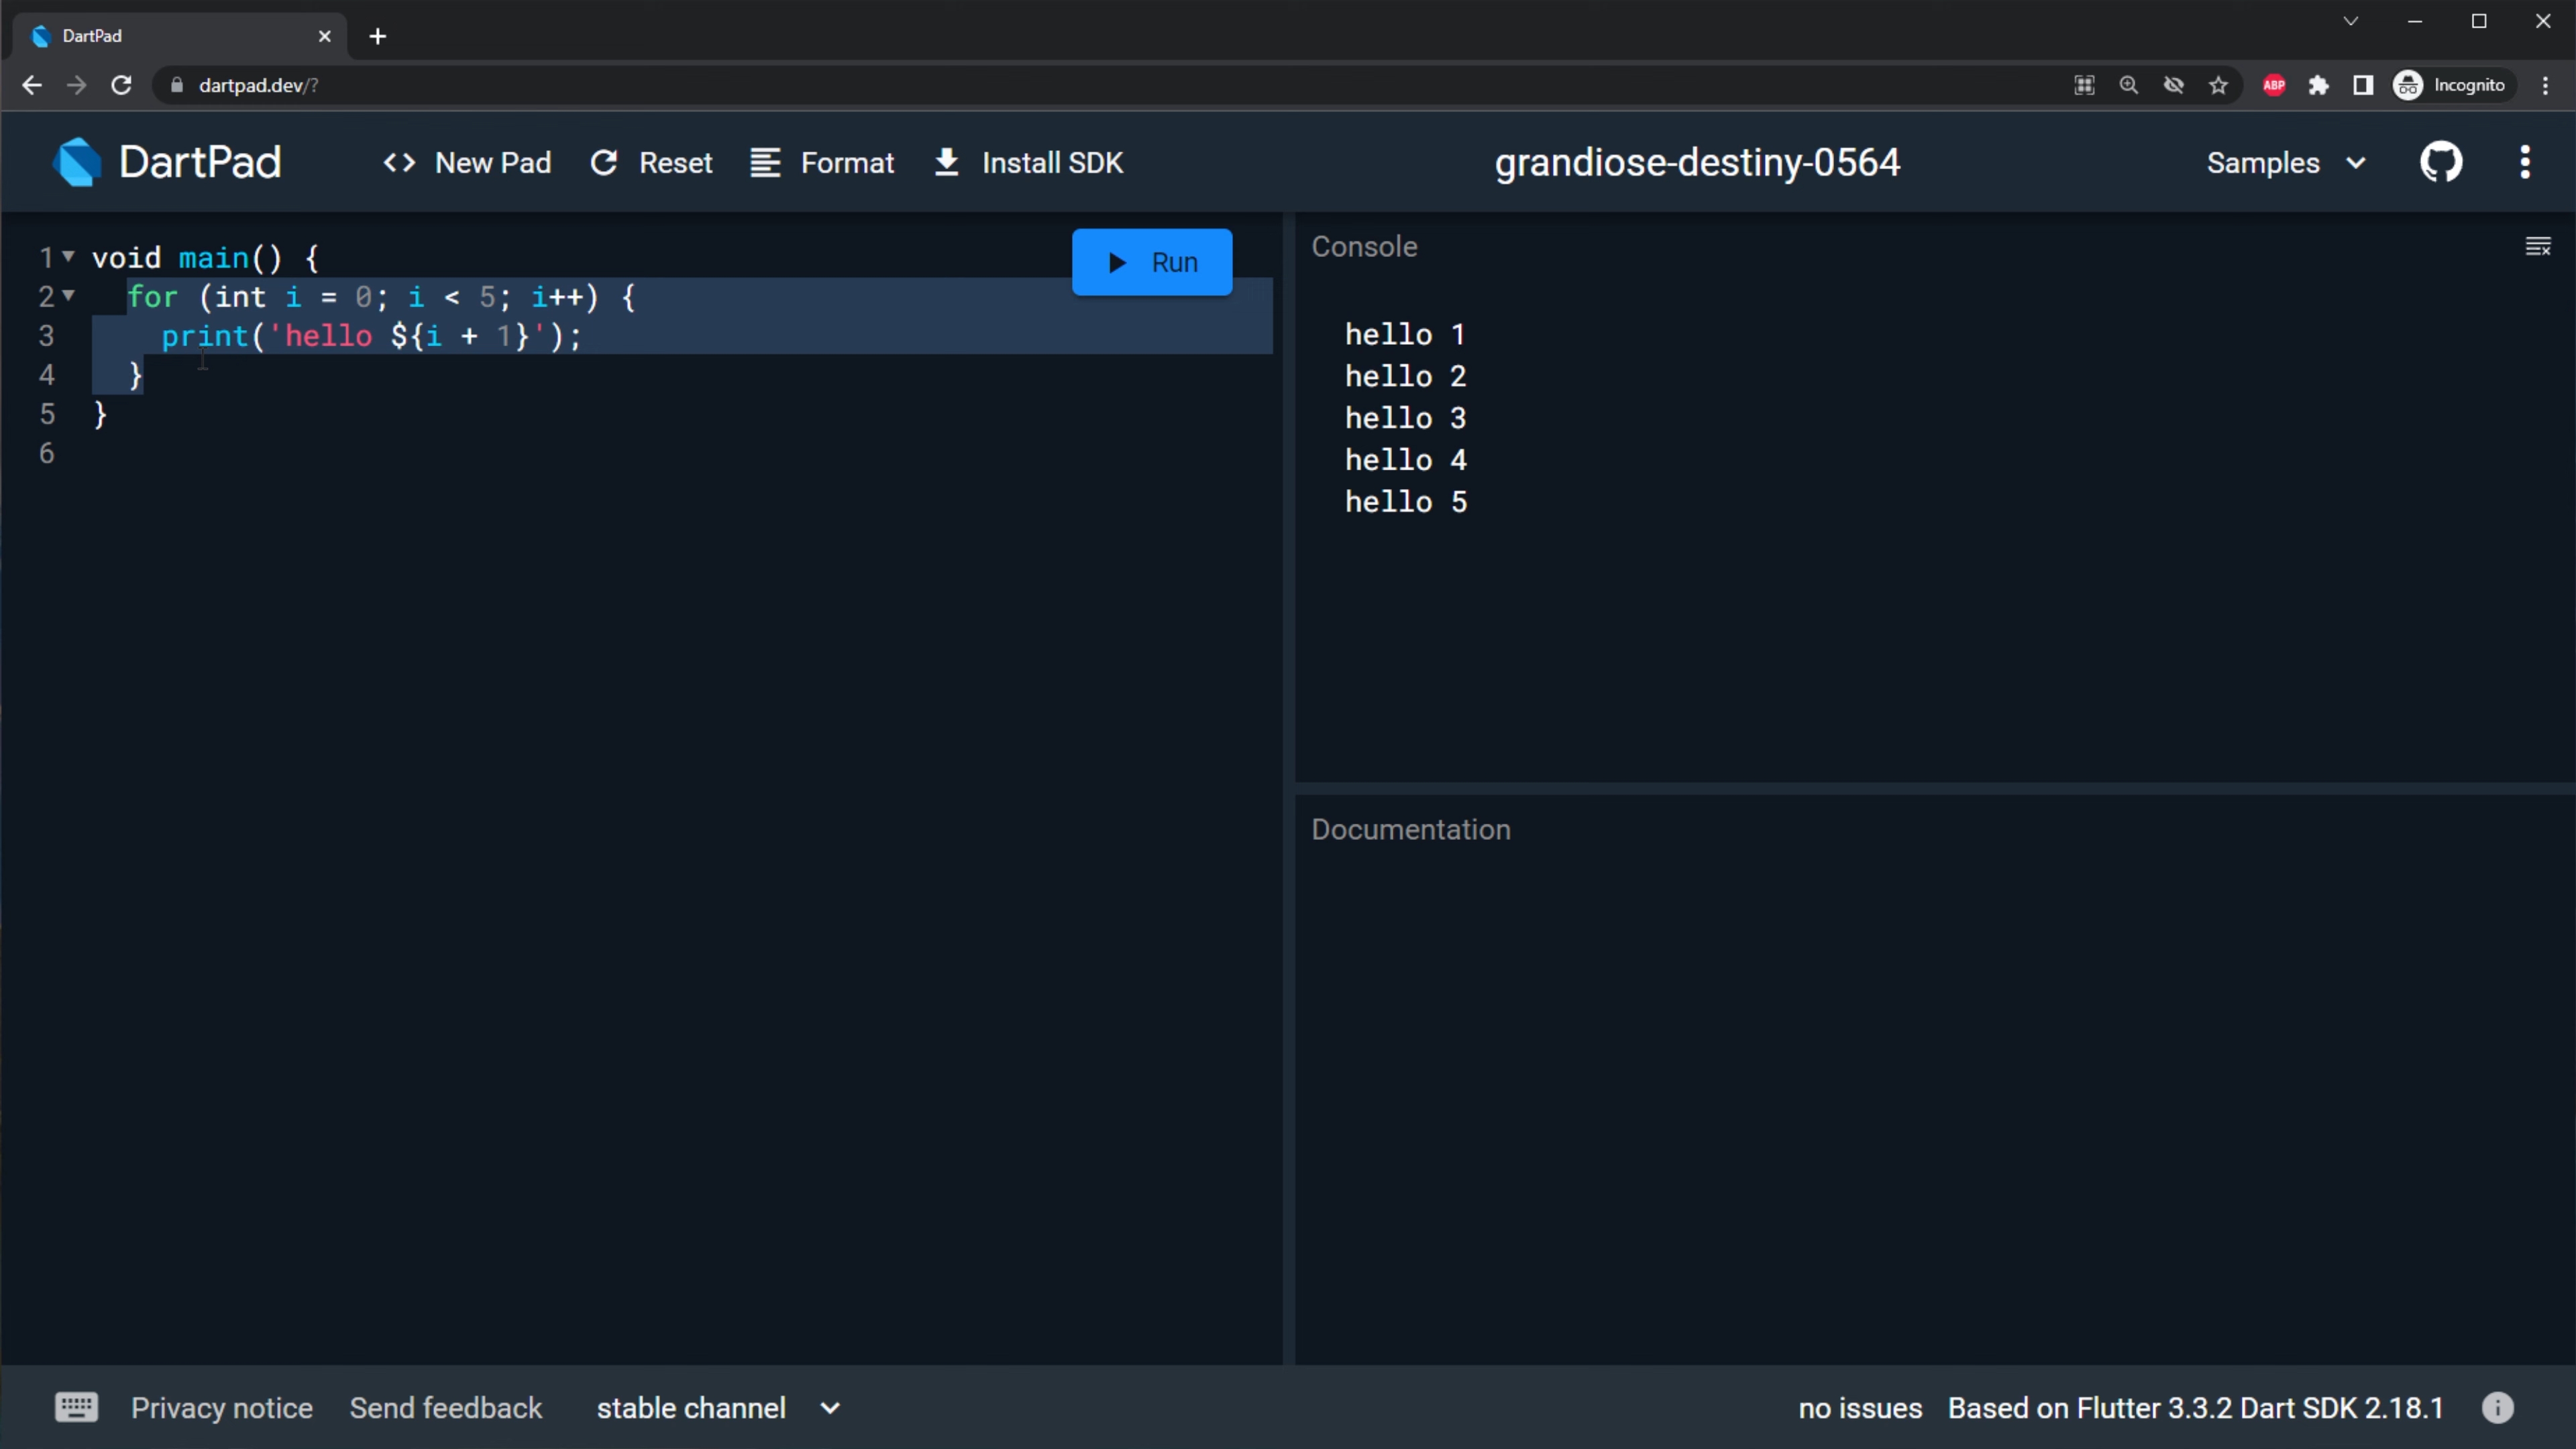 DartPad
dartpad.dev/?
ABP
Incognito
DartPad
<> New Pad
Reset
Format
Install SDK
grandiose-destiny-0564
Samples
1 void main() {
2 for (int i = 0; i < 5; i++) {
3 print('hello ${i + 1}');
4 }
5 }
6
Run
Console
hello 1
hello 2
hello 3
hello 4
hello 5
Documentation
Privacy notice
Send feedback
stable channel
no issues
Based on Flutter 3.3.2 Dart SDK 2.18.1